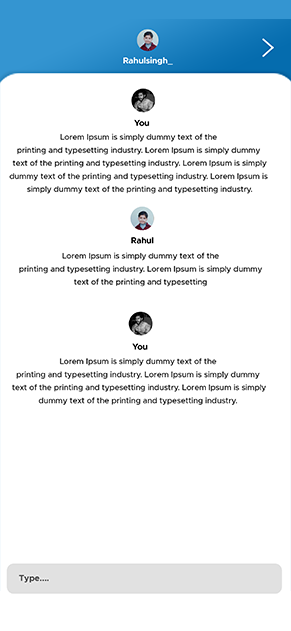 Rahulsingh_
You
Lorem Ipsum is simply dummy text of the
printing and typesetting industry. Lorem Ipsum is simply dummy
text of the printing and typesetting industry. Lorem Ipsum is simply
dummy text of the printing and typesetting industry. Lorem Ipsum is
simply dummy text of the printing and typesetting industry.
Rahul
Lorem Ipsum is simply dummy text of the
printing and typesetting industry. Lorem Ipsum is simply dummy
text of the printing and typesetting
You
Lorem Ipsum is simply dummy text of the
printing and typesetting industry. Lorem Ipsum is simply dummy
text of the printing and typesetting industry. Lorem Ipsum is simply
dummy text of the printing and typesetting industry.
Type....